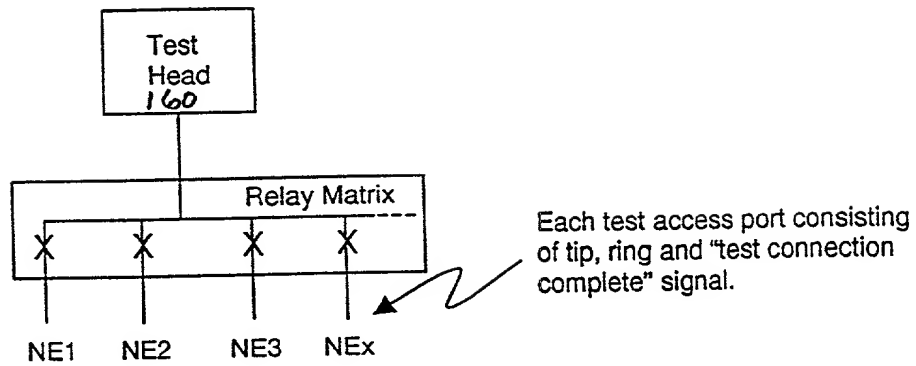 Test
Head
160
Relay Matrix
Each test access port consisting
of tip, ring and "test connection
complete" signal.
NE1 NE2 NE3 NEx